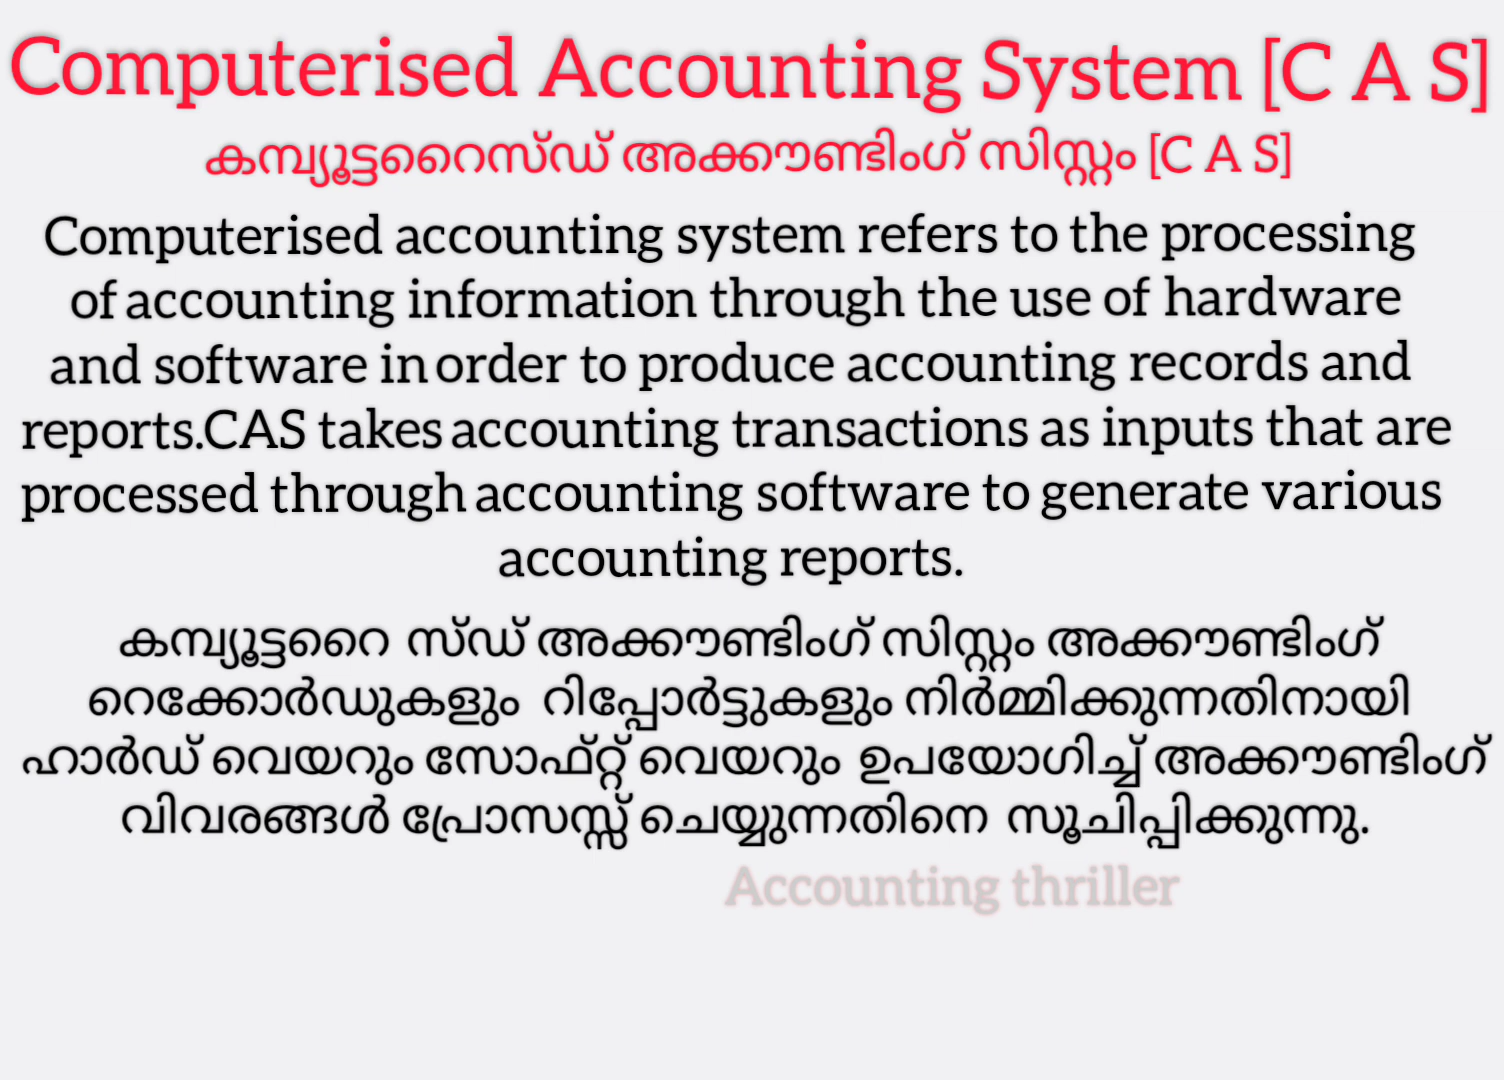 Computerised Accounting System [C A S]
കമ്പ്യൂട്ടറൈസ്ഡ് അക്കൗണ്ടിംഗ് സിസ്റ്റം [C A S]
Computerised accounting system refers to the processing
of accounting information through the use of hardware
and software in order to produce accounting records and
reports.CAS takes accounting transactions as inputs that are
processed through accounting software to generate various
accounting reports.
കമ്പ്യൂട്ടറൈ സ്ഡ് അക്കൗണ്ടിംഗ് സിസ്റ്റം അക്കൗണ്ടിംഗ്
റെക്കോർഡുകളും റിപ്പോർട്ടുകളും നിർമ്മിക്കുന്നതിനായി
ഹാർഡ് വെയറും സോഫ്റ്റ് വെയറും ഉപയോഗിച്ച് അക്കൗണ്ടിംഗ്
വിവരങ്ങൾ പ്രോസസ്സ് ചെയ്യുന്നതിനെ സൂചിപ്പിക്കുന്നു.
Accounting thriller